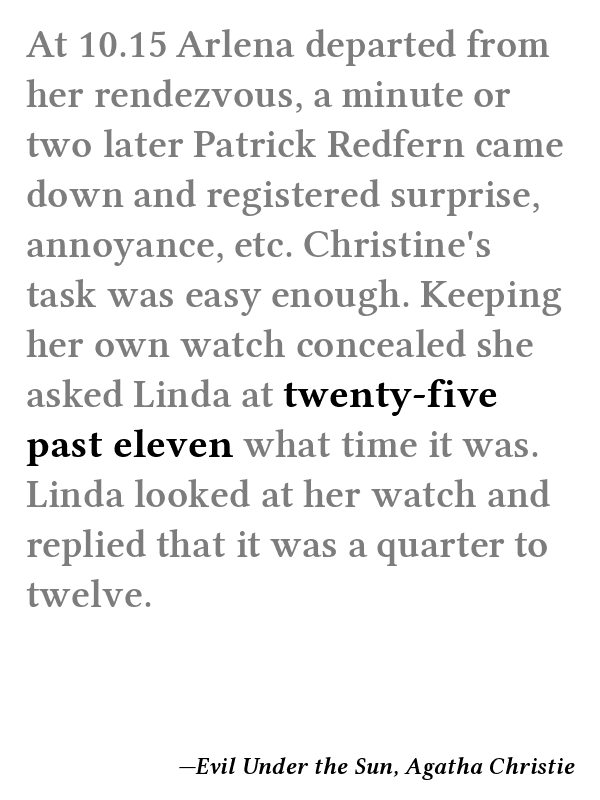 At 10.15 Arlena departed from
her rendezvous, a minute or
two later Patrick Redfern came
down and registered surprise,
annoyance, etc. Christine's
task was easy enough. Keeping
her own watch concealed she
asked Linda at twenty-five
past eleven what time it was.
Linda looked at her watch and
replied that it was a quarter to
twelve.
—Evil Under the Sun, Agatha Christie